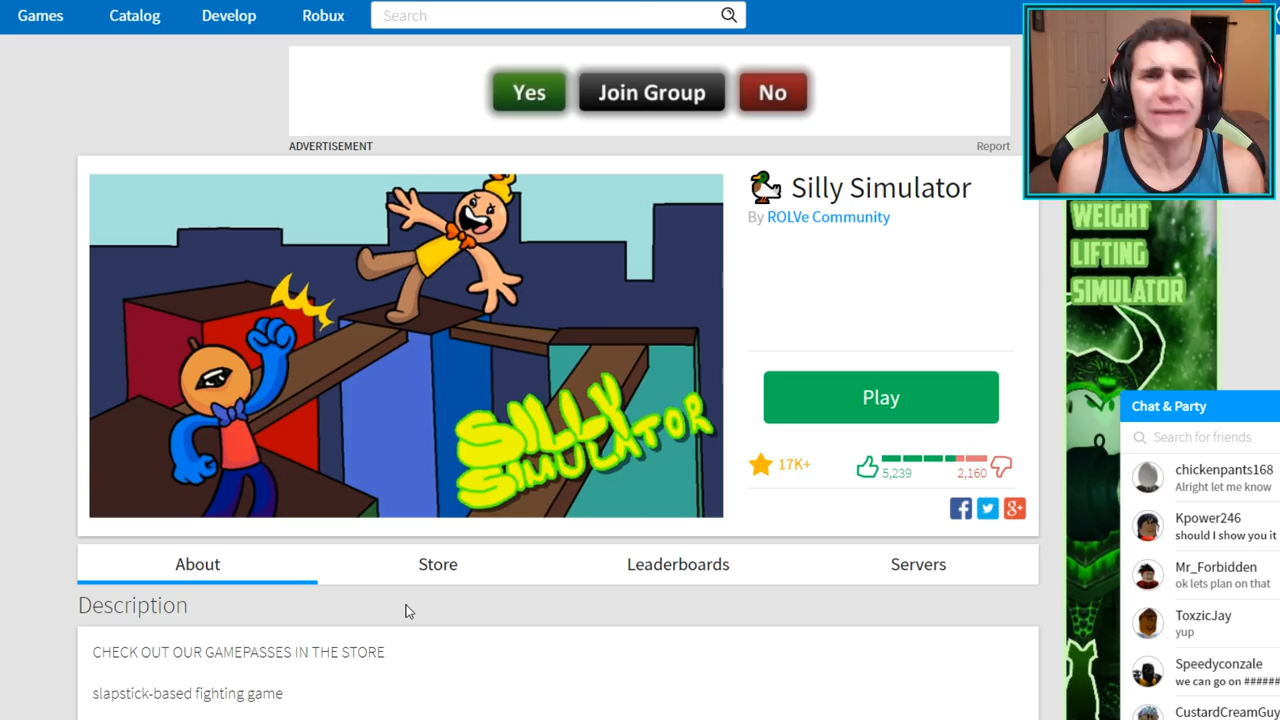 Games Catalog Develop Robux Search
Yes Join Group No
ADVERTISEMENT Report
Silly Simulator
By ROLVe Community
SILLY
SIMULATOR
Play
17K+ 5,239 2,160
WEIGHT
LIFTING
SIMULATOR
About Store Leaderboards Servers
Description
CHECK OUT OUR GAMEPASSES IN THE STORE
slapstick-based fighting game
Chat & Party
Search for friends
chickenpants168
Alright let me know
Kpower246
should I show you it
Mr_Forbidden
ok lets plan on that
ToxzicJay
yup
Speedyconzale
we can go on ######
CustardCreamGuy